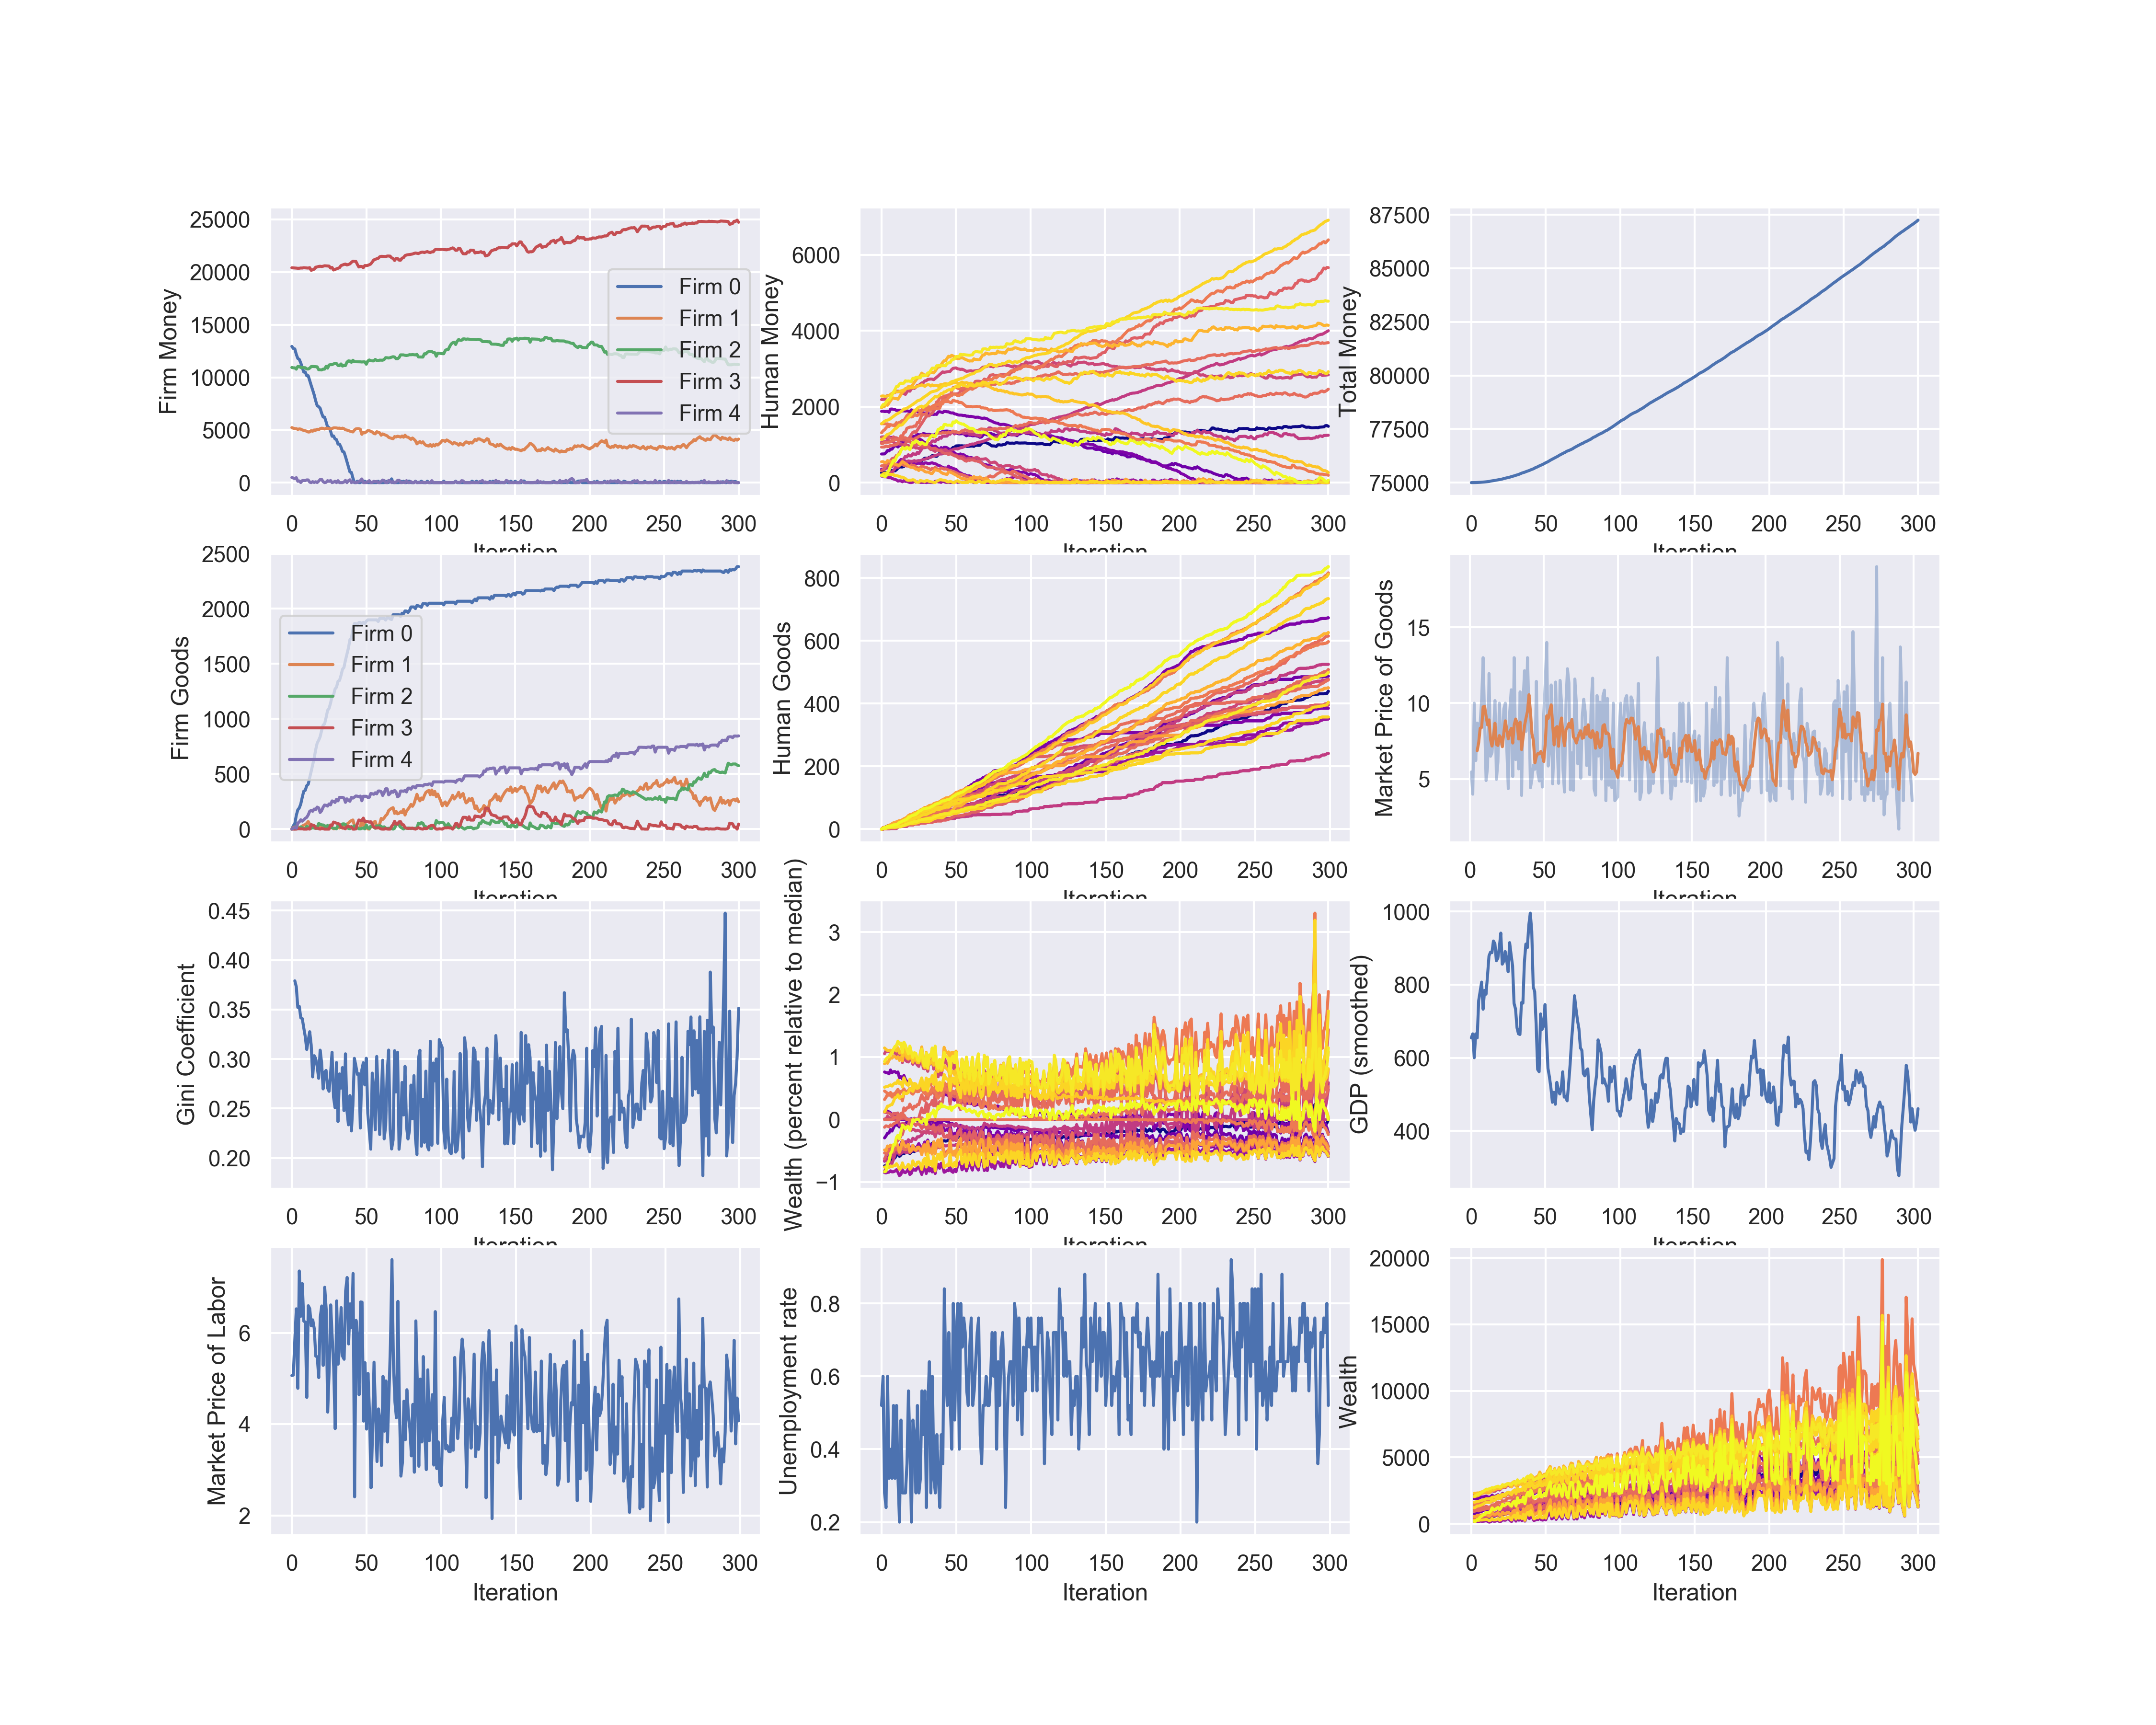 Firm Money
25000
20000
15000
10000
5000
0
Firm 0
Firm 1
Firm 2
Firm 3
Firm 4
0 50 100 150 200 250 300
Iteration
Human Money
6000
4000
2000
0
0 50 100 150 200 250 300
Iteration
Total Money
87500
85000
82500
80000
77500
75000
0 50 100 150 200 250 300
Iteration
Firm Goods
2500
2000
1500
1000
500
0
Firm 0
Firm 1
Firm 2
Firm 3
Firm 4
0 50 100 150 200 250 300
Iteration
Human Goods
800
600
400
200
0
0 50 100 150 200 250 300
Iteration
Market Price of Goods
15
10
5
0 50 100 150 200 250 300
Iteration
Gini Coefficient
0.45
0.40
0.35
0.30
0.25
0.20
0 50 100 150 200 250 300
Iteration
Wealth (percent relative to median)
3
2
1
0
−1
0 50 100 150 200 250 300
Iteration
GDP (smoothed)
1000
800
600
400
0 50 100 150 200 250 300
Iteration
Market Price of Labor
6
4
2
0 50 100 150 200 250 300
Iteration
Unemployment rate
0.8
0.6
0.4
0.2
0 50 100 150 200 250 300
Iteration
Wealth
20000
15000
10000
5000
0
0 50 100 150 200 250 300
Iteration